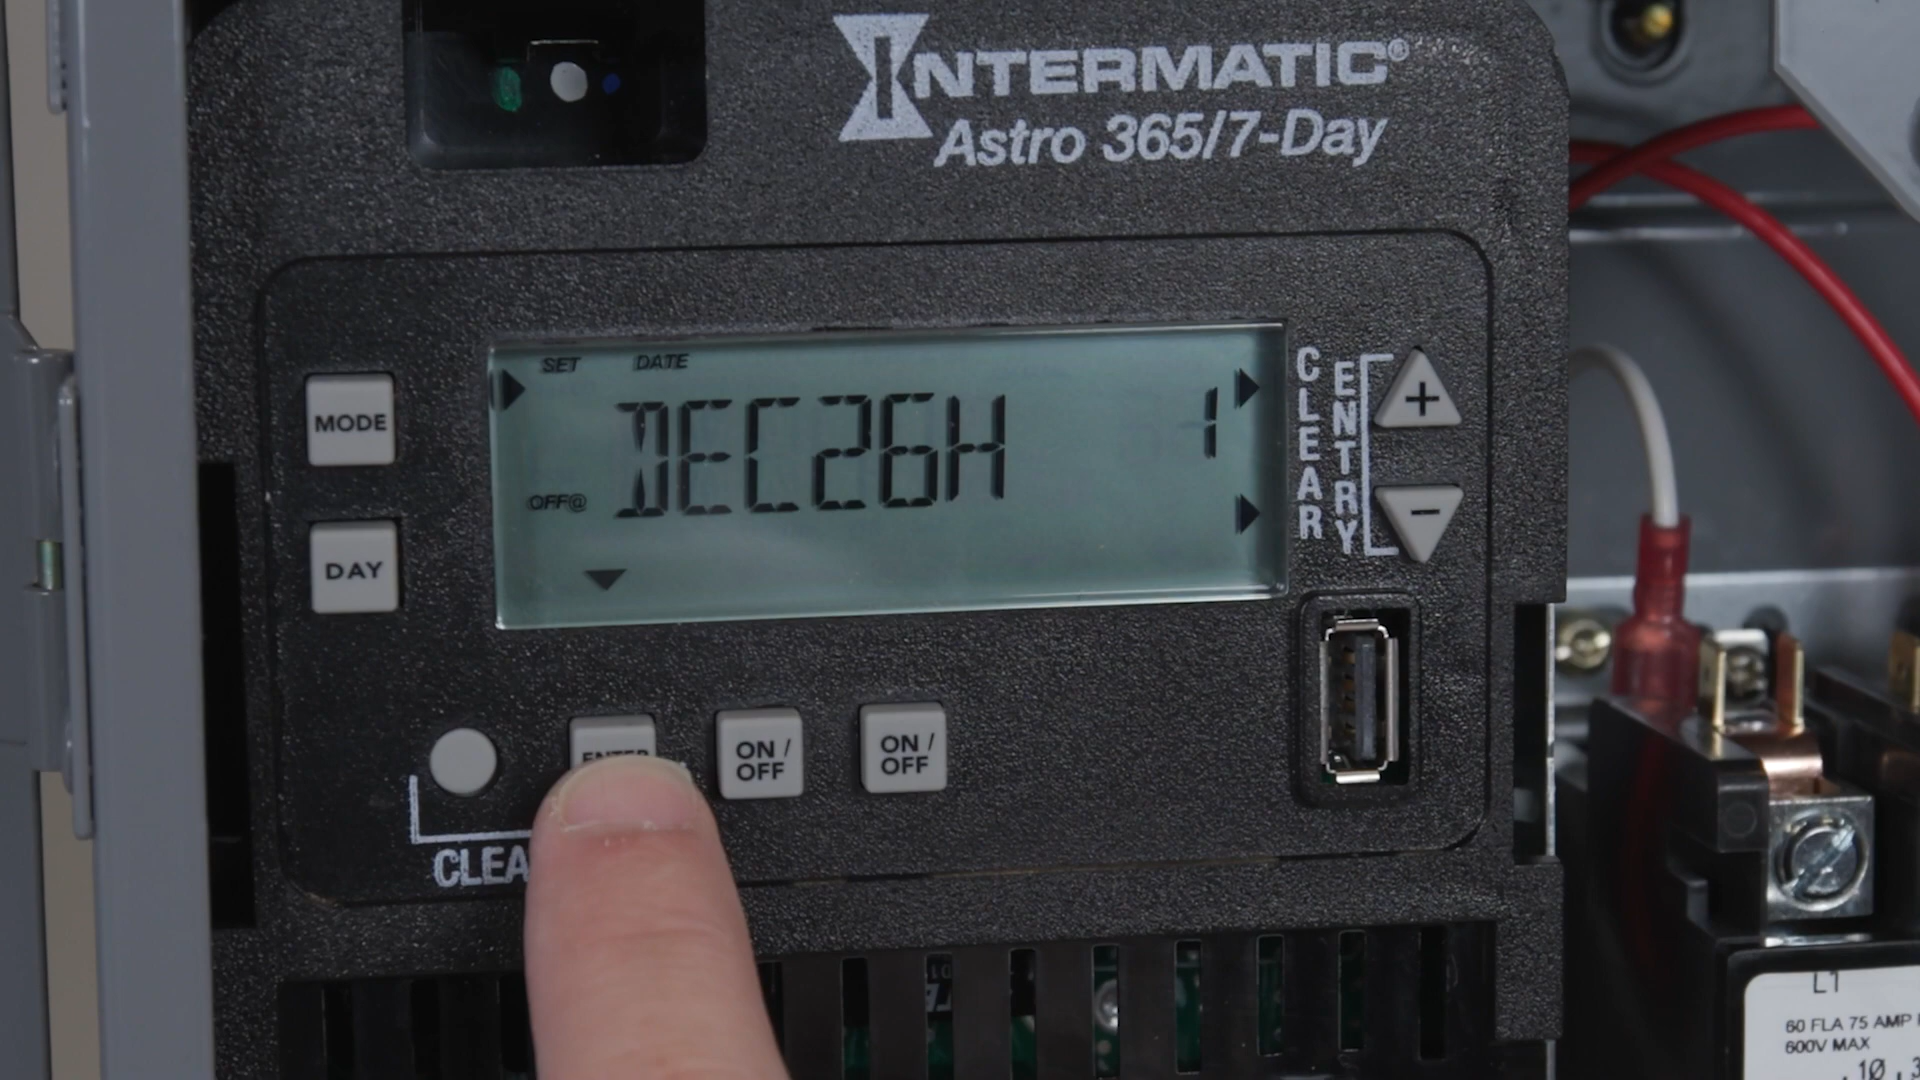 INTERMATIC®
Astro 365/7-Day
SET DATE
DEC26H 1
OFF@
MODE
DAY
CLEAR
ENTRY
+
−
ENTER
ON /
OFF
ON /
OFF
L1
60 FLA 75 AMP
600V MAX